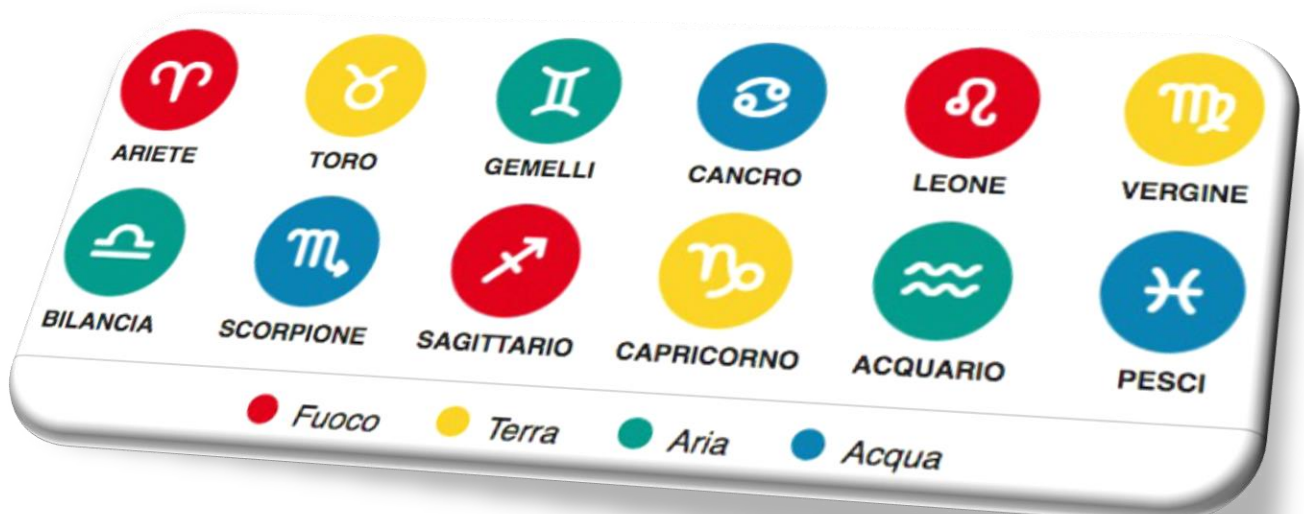 ARIETE TORO GEMELLI CANCRO LEONE VERGINE
BILANCIA SCORPIONE SAGITTARIO CAPRICORNO ACQUARIO PESCI
Fuoco Terra Aria Acqua